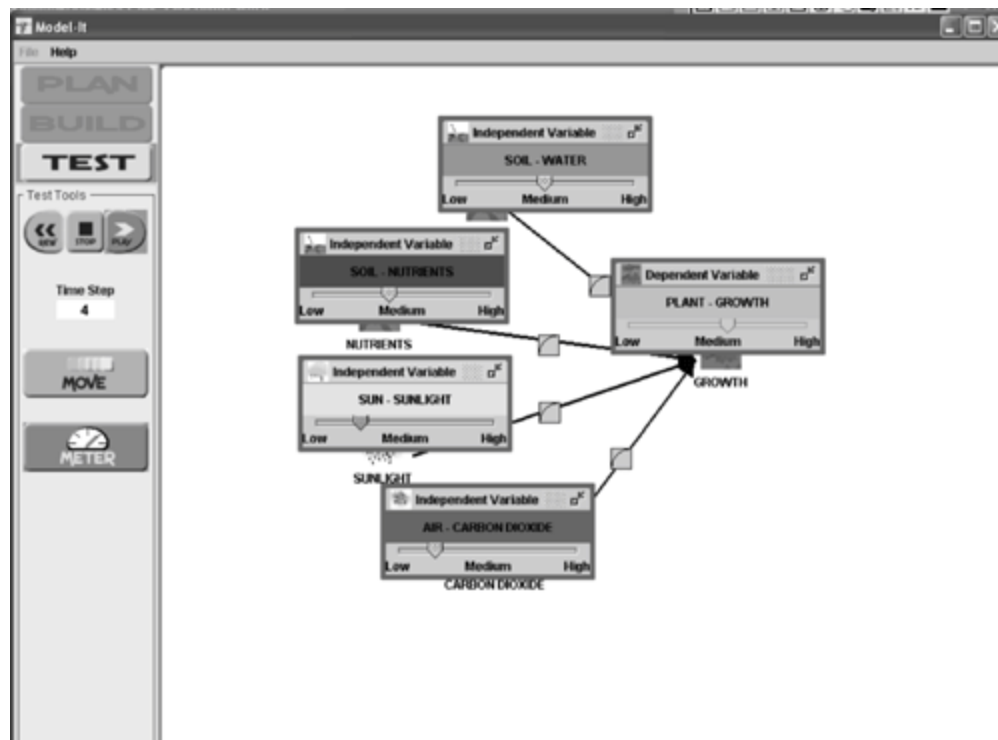 Model-It
File Help
PLAN
BUILD
TEST
Test Tools
REW STOP PLAY
Time Step
4
MOVE
METER
Independent Variable
SOIL - WATER
Low Medium High
Independent Variable
SOIL - NUTRIENTS
Low Medium High
NUTRIENTS
Dependent Variable
PLANT - GROWTH
Low Medium High
GROWTH
Independent Variable
SUN - SUNLIGHT
Low Medium High
SUNLIGHT
Independent Variable
AIR - CARBON DIOXIDE
Low Medium High
CARBON DIOXIDE